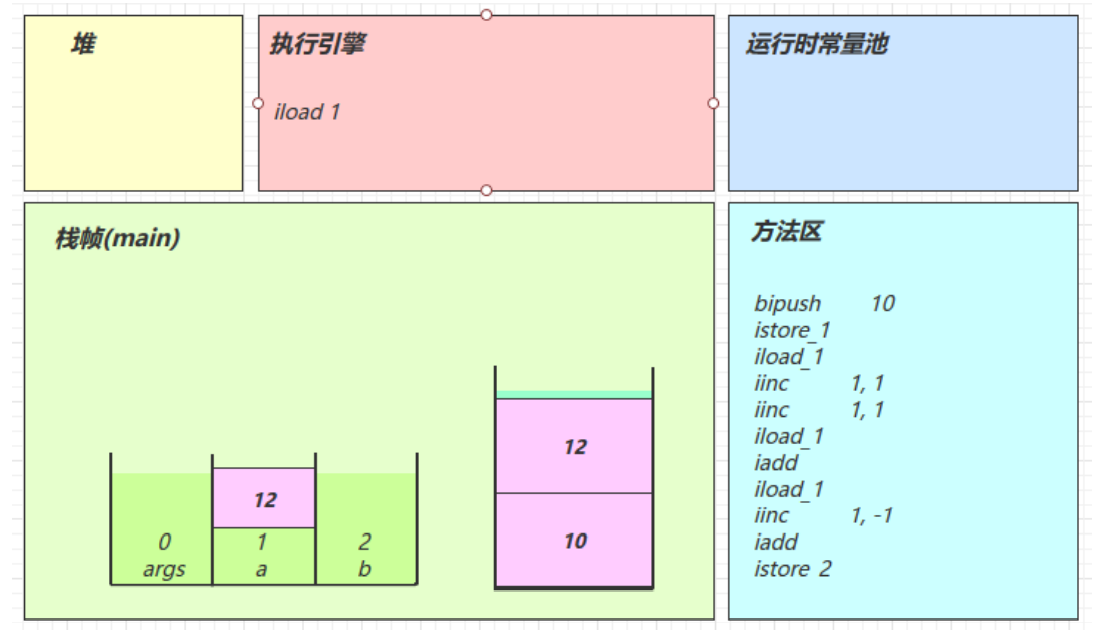 堆
执行引擎
iload 1
运行时常量池
栈帧(main)
12
0 1 2
args a b
12
10
方法区
bipush 10
istore_1
iload_1
iinc 1, 1
iinc 1, 1
iload_1
iadd
iload_1
iinc 1, -1
iadd
istore 2